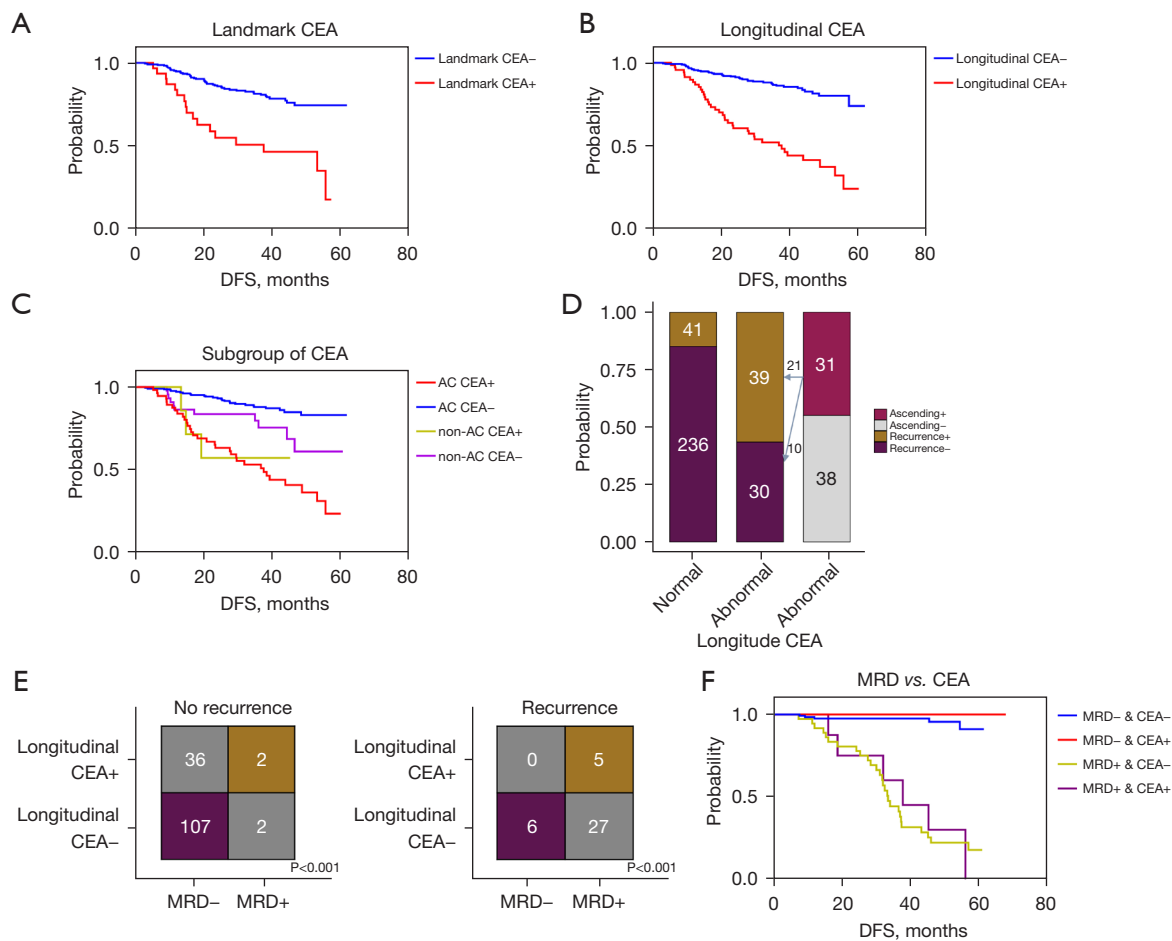 A
Landmark CEA
1.0
0.5
0.0
Probability
0 20 40 60 80
DFS, months
Landmark CEA−
Landmark CEA+
B
Longitudinal CEA
1.0
0.5
0.0
Probability
0 20 40 60 80
DFS, months
Longitudinal CEA−
Longitudinal CEA+
C
Subgroup of CEA
1.0
0.5
0.0
Probability
0 20 40 60 80
DFS, months
AC CEA+
AC CEA−
non-AC CEA+
non-AC CEA−
D
1.00
0.75
0.50
0.25
0.00
Probability
41
236
39
30
21
10
31
38
Normal
Abnormal
Abnormal
Longitude CEA
Ascending+
Ascending−
Recurrence+
Recurrence−
E
No recurrence
Longitudinal
CEA+
36 2
Longitudinal
CEA−
107 2
P<0.001
MRD− MRD+
Recurrence
Longitudinal
CEA+
0 5
Longitudinal
CEA−
6 27
P<0.001
MRD− MRD+
F
MRD vs. CEA
1.0
0.5
0.0
Probability
0 20 40 60 80
DFS, months
MRD− & CEA−
MRD− & CEA+
MRD+ & CEA−
MRD+ & CEA+